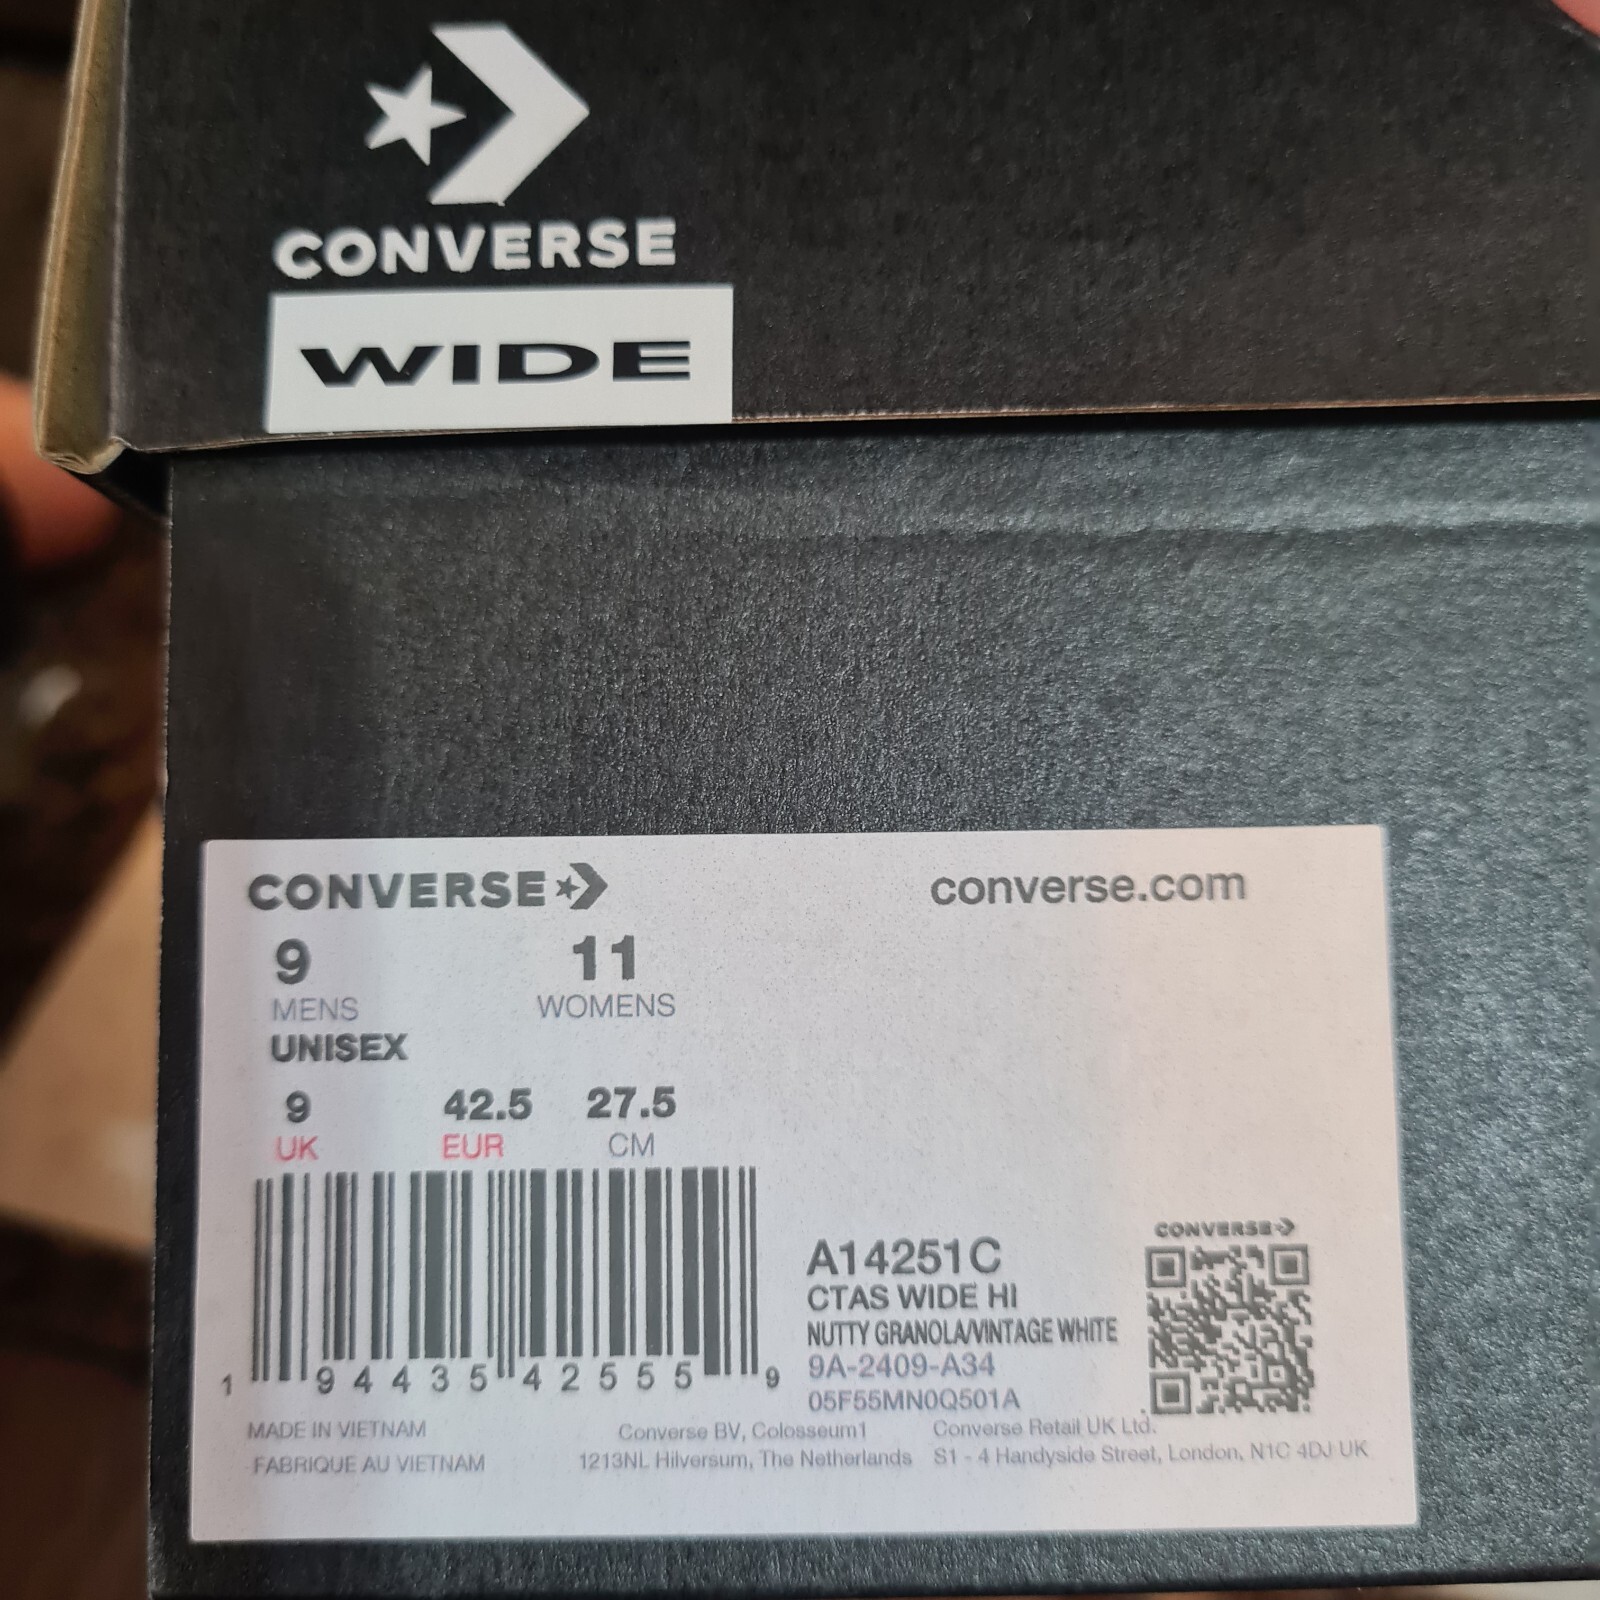 CONVERSE
WIDE
CONVERSE
converse.com
9 11
MENS WOMENS
UNISEX
9 42.5 27.5
UK EUR CM
1 94435 42555 9
CONVERSE
A14251C
CTAS WIDE HI
NUTTY GRANOLA/VINTAGE WHITE
9A-2409-A34
05F55MN0Q501A
MADE IN VIETNAM
FABRIQUE AU VIETNAM
Converse BV, Colosseum1
1213NL Hilversum, The Netherlands
Converse Retail UK Ltd.
S1 - 4 Handyside Street, London, N1C 4DJ UK